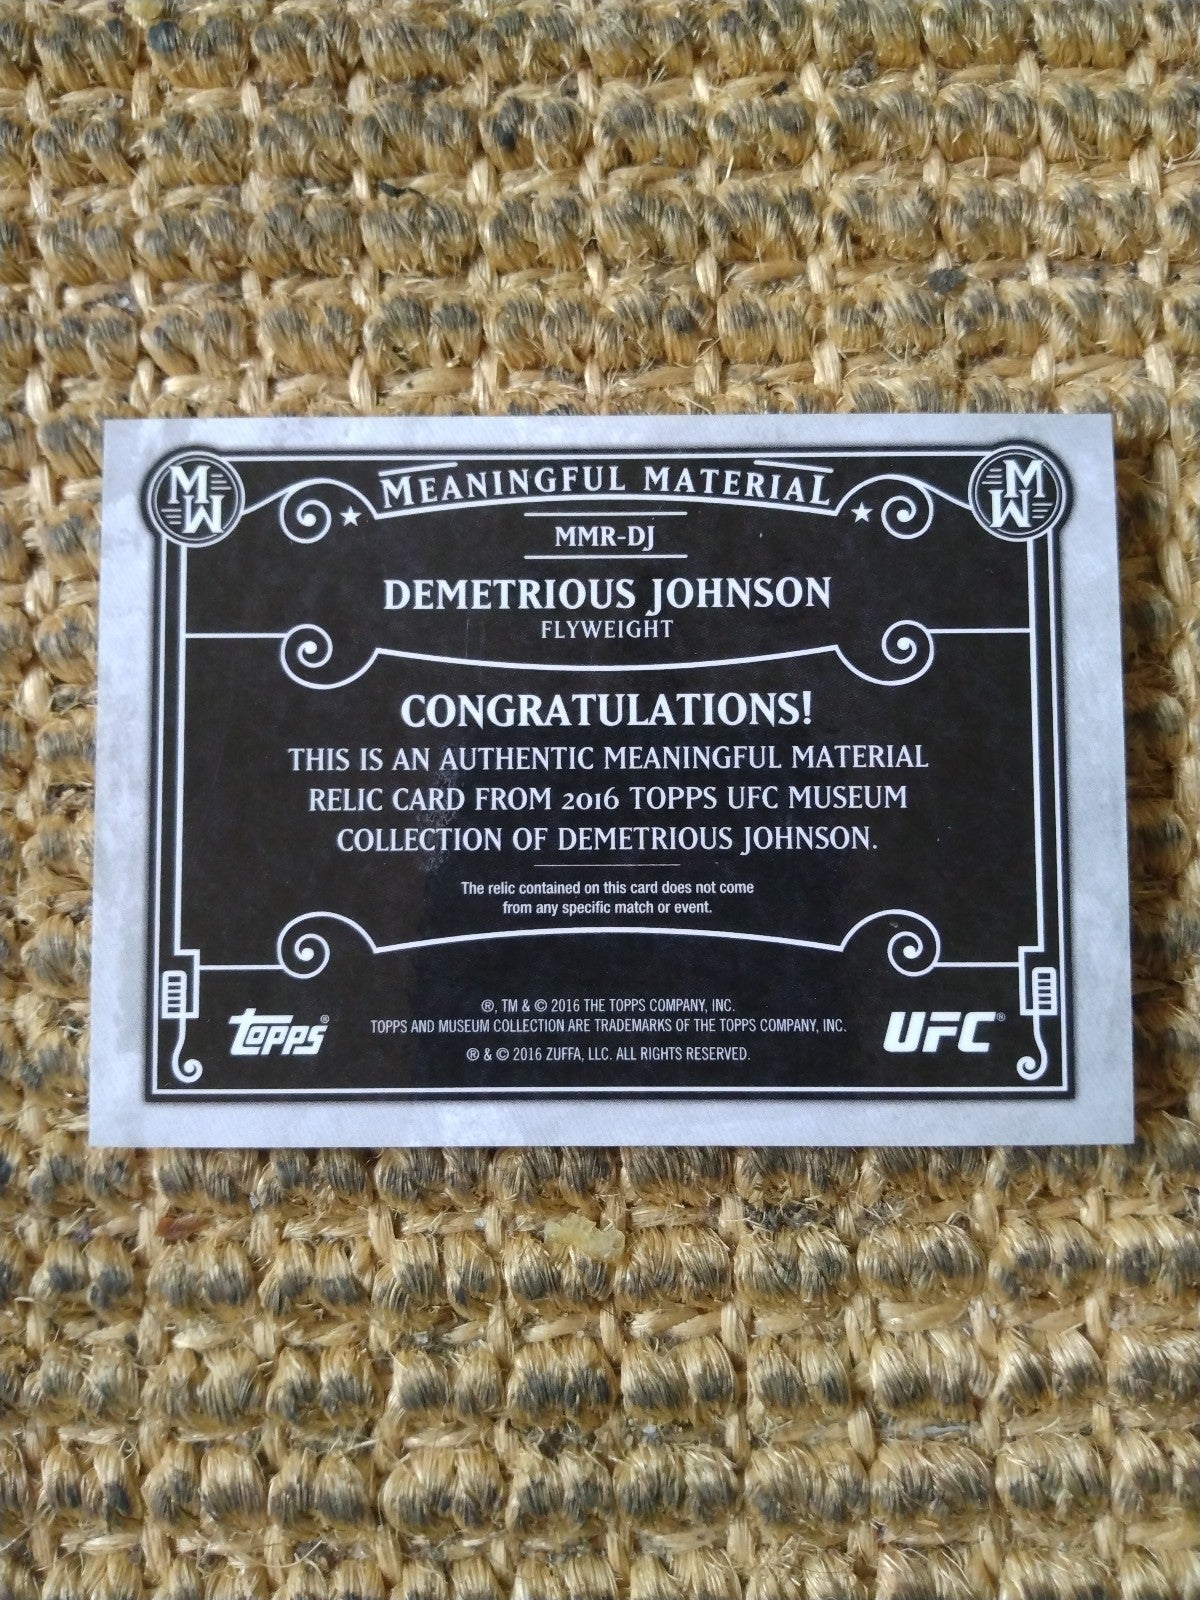 MEANINGFUL MATERIAL
MW
MW
MMR-DJ
DEMETRIOUS JOHNSON
FLYWEIGHT
CONGRATULATIONS!
THIS IS AN AUTHENTIC MEANINGFUL MATERIAL
RELIC CARD FROM 2016 TOPPS UFC MUSEUM
COLLECTION OF DEMETRIOUS JOHNSON.
The relic contained on this card does not come
from any specific match or event.
®, TM & © 2016 THE TOPPS COMPANY, INC.
TOPPS AND MUSEUM COLLECTION ARE TRADEMARKS OF THE TOPPS COMPANY, INC.
® & © 2016 ZUFFA, LLC. ALL RIGHTS RESERVED.
topps®
UFC®